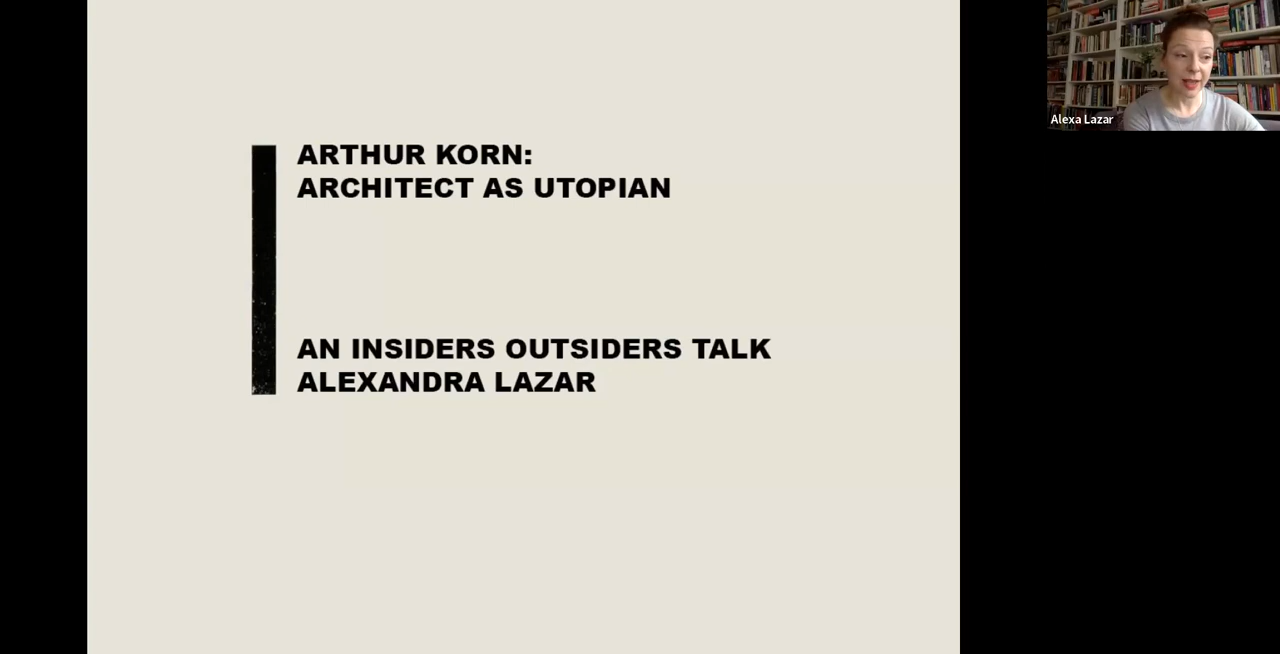 ARTHUR KORN:
ARCHITECT AS UTOPIAN
AN INSIDERS OUTSIDERS TALK
ALEXANDRA LAZAR
Alexa Lazar